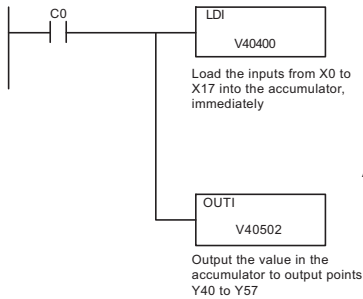 C0
LDI
V40400
Load the inputs from X0 to
X17 into the accumulator,
immediately
OUTI
V40502
Output the value in the
accumulator to output points
Y40 to Y57